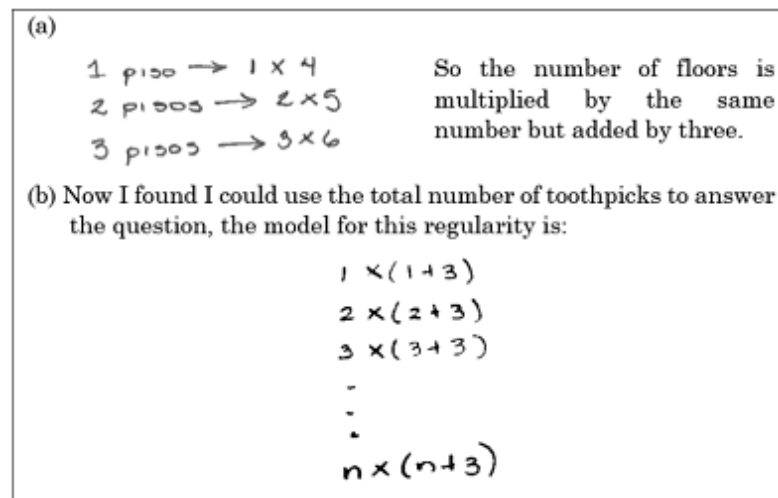 (a)
1 piso → 1 x 4
2 pisos → 2 x 5
3 pisos → 3 x 6
So the number of floors is
multiplied by the same
number but added by three.
(b) Now I found I could use the total number of toothpicks to answer
the question, the model for this regularity is:
1 x (1+3)
2 x (2+3)
3 x (3+3)
.
.
.
n x (n+3)